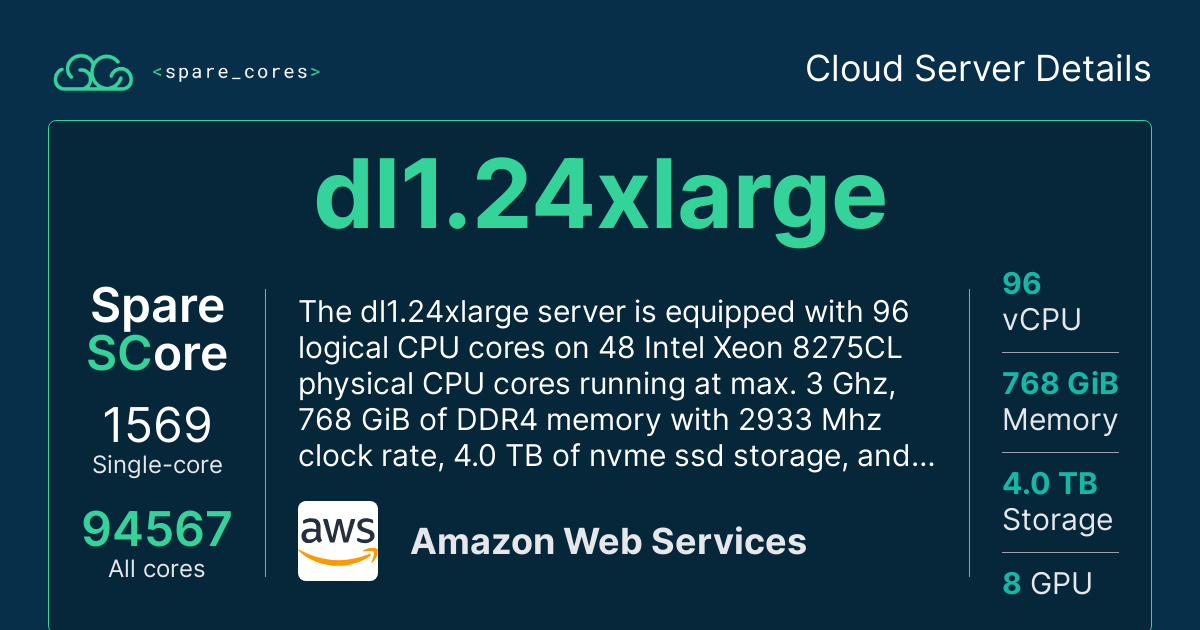 <spare_cores>
Cloud Server Details
dl1.24xlarge
Spare
SCore
1569
Single-core
94567
All cores
The dl1.24xlarge server is equipped with 96
logical CPU cores on 48 Intel Xeon 8275CL
physical CPU cores running at max. 3 Ghz,
768 GiB of DDR4 memory with 2933 Mhz
clock rate, 4.0 TB of nvme ssd storage, and...
aws
Amazon Web Services
96
vCPU
768 GiB
Memory
4.0 TB
Storage
8 GPU